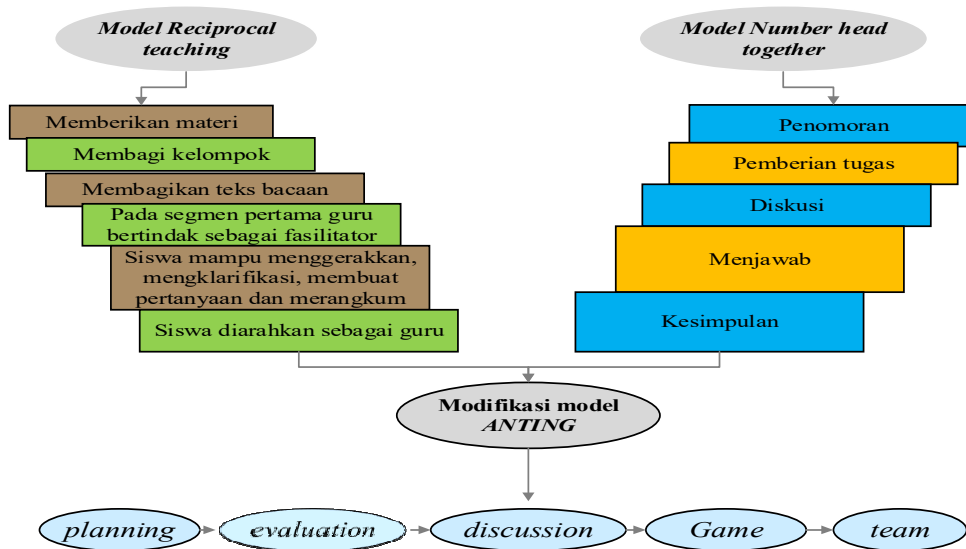 Model Reciprocal
teaching
Memberikan materi
Membagi kelompok
Membagikan teks bacaan
Pada segmen pertama guru
bertindak sebagai fasilitator
Siswa mampu menggerakkan,
mengklarifikasi, membuat
pertanyaan dan merangkum
Siswa diarahkan sebagai guru
Model Number head
together
Penomoran
Pemberian tugas
Diskusi
Menjawab
Kesimpulan
Modifikasi model
ANTING
planning
evaluation
discussion
Game
team